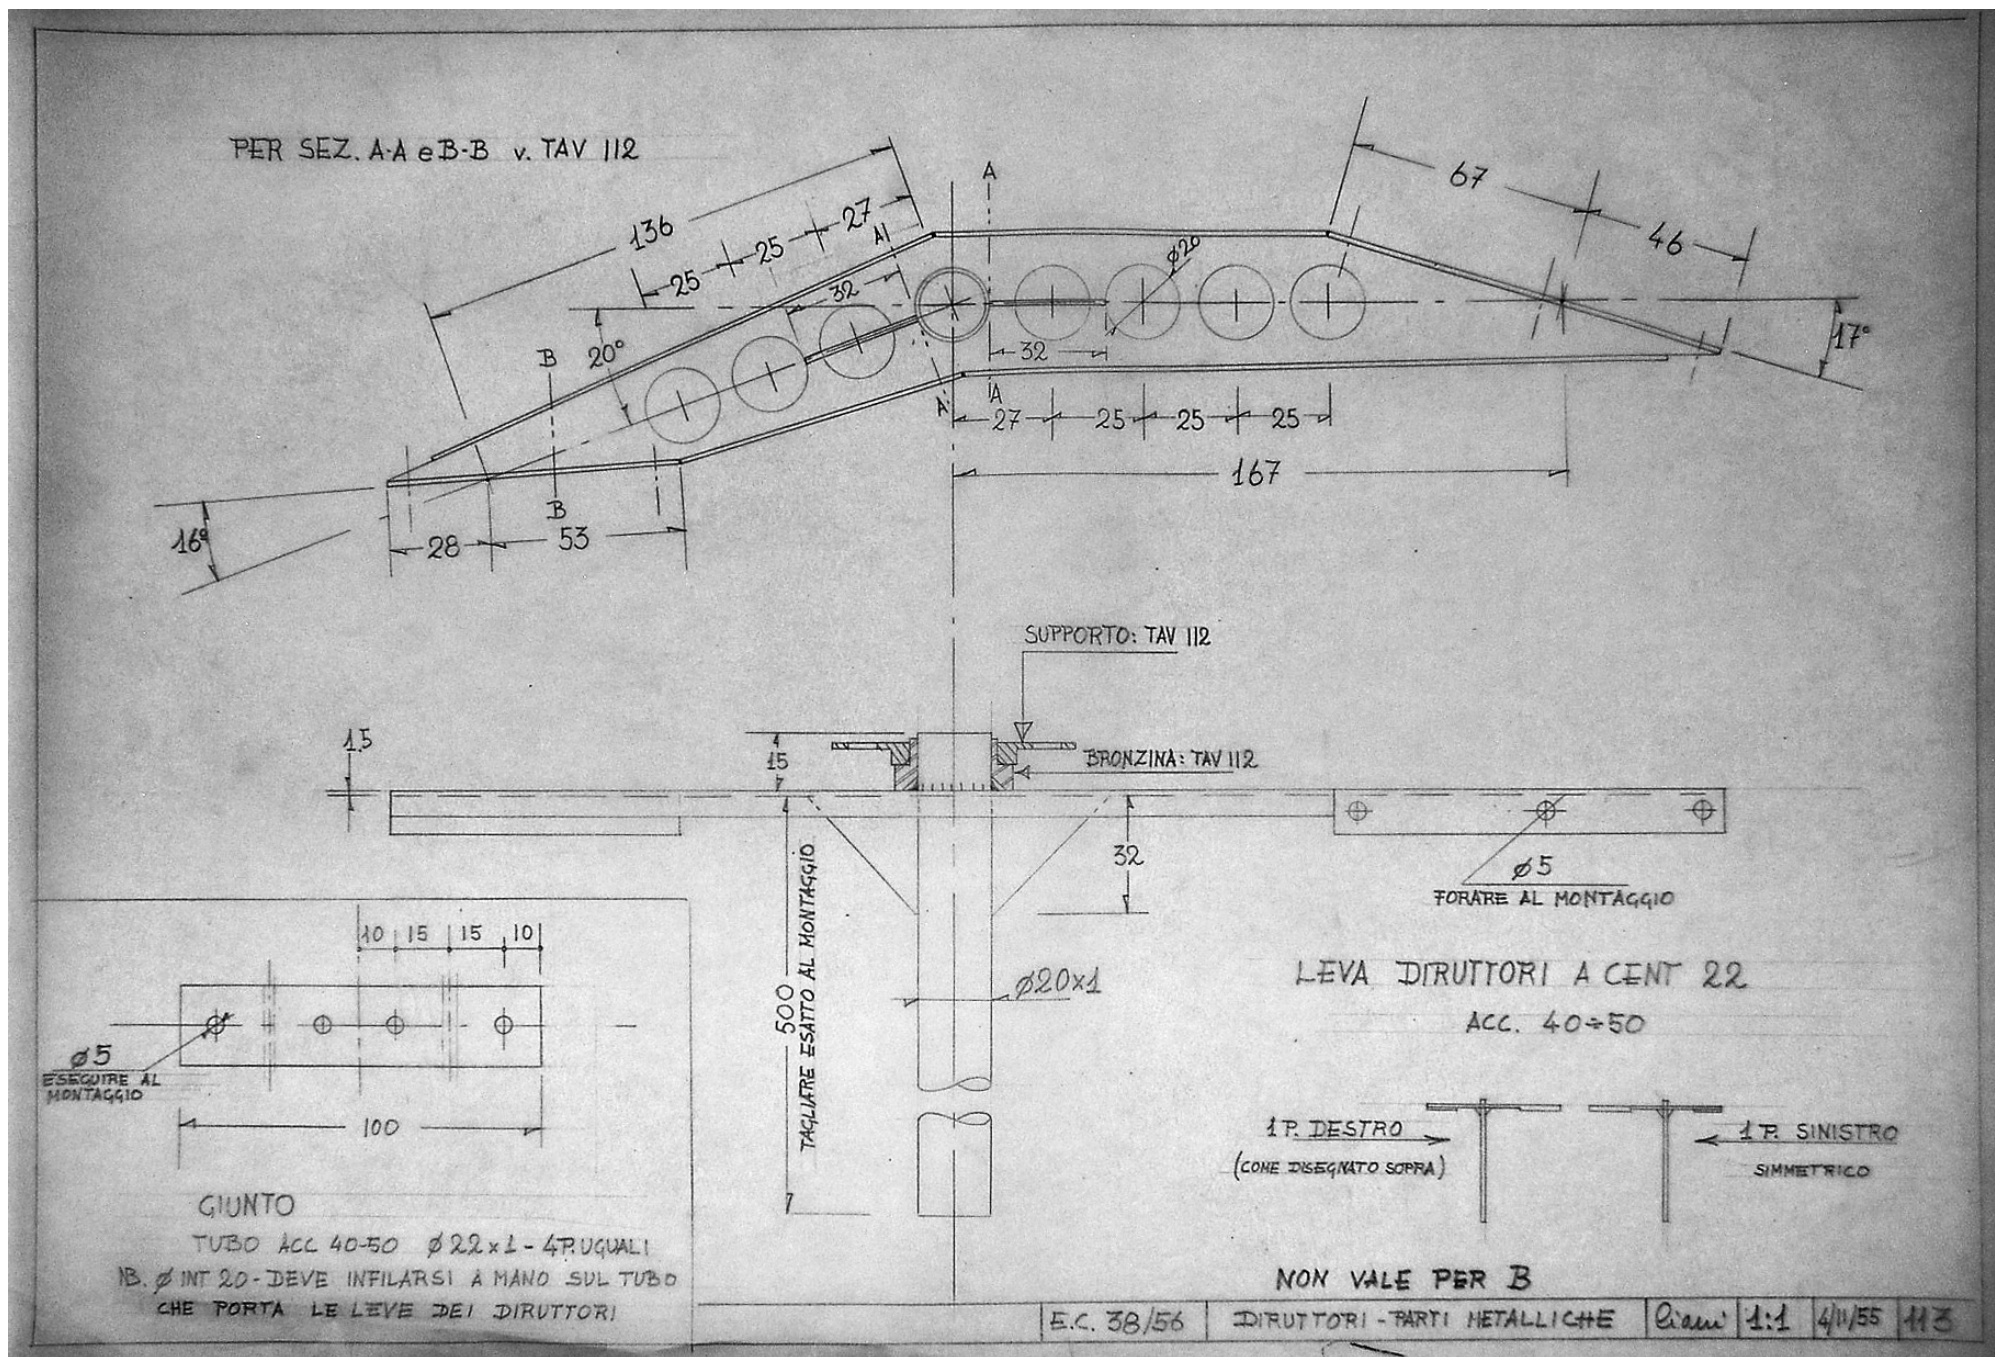 PER SEZ. A-A e B-B v. TAV 112
136
25
25
27
A1
32
A
67
46
ø20
B
20°
32
17°
A
A
27
25
25
25
167
B
16°
28
53
SUPPORTO: TAV 112
1.5
15
BRONZINA: TAV 112
32
ø5
FORARE AL MONTAGGIO
500
TAGLIARE ESATTO AL MONTAGGIO
ø20x1
LEVA DIRUTTORI A CENT 22
ACC. 40÷50
10
15
15
10
ø5
ESEGUIRE AL
MONTAGGIO
100
1 P. DESTRO
(COME DISEGNATO SOPRA)
1 P. SINISTRO
SIMMETRICO
GIUNTO
TUBO ACC 40-50 ø22x1 - 4 P. UGUALI
NB. ø INT 20 - DEVE INFILARSI A MANO SUL TUBO
CHE PORTA LE LEVE DEI DIRUTTORI
NON VALE PER B
E.C. 38/56
DIRUTTORI - PARTI METALLICHE
1:1
4/11/55
113